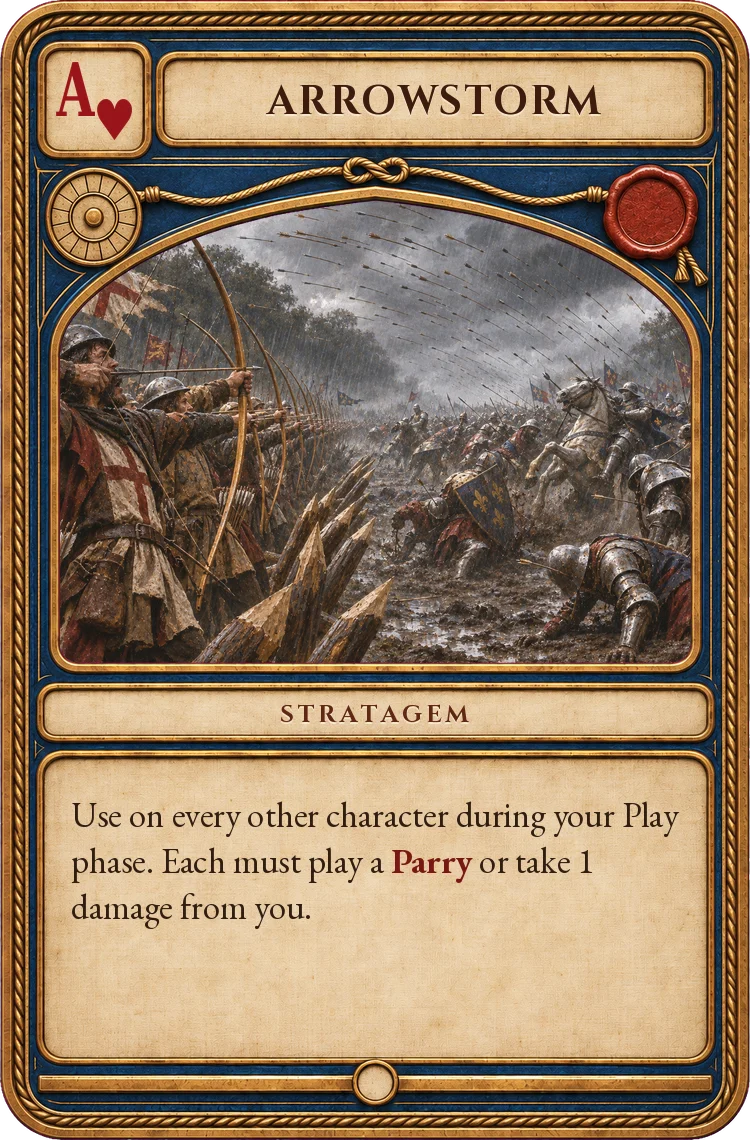 A♥
ARROWSTORM
STRATAGEM
Use on every other character during your Play
phase. Each must play a Parry or take 1
damage from you.